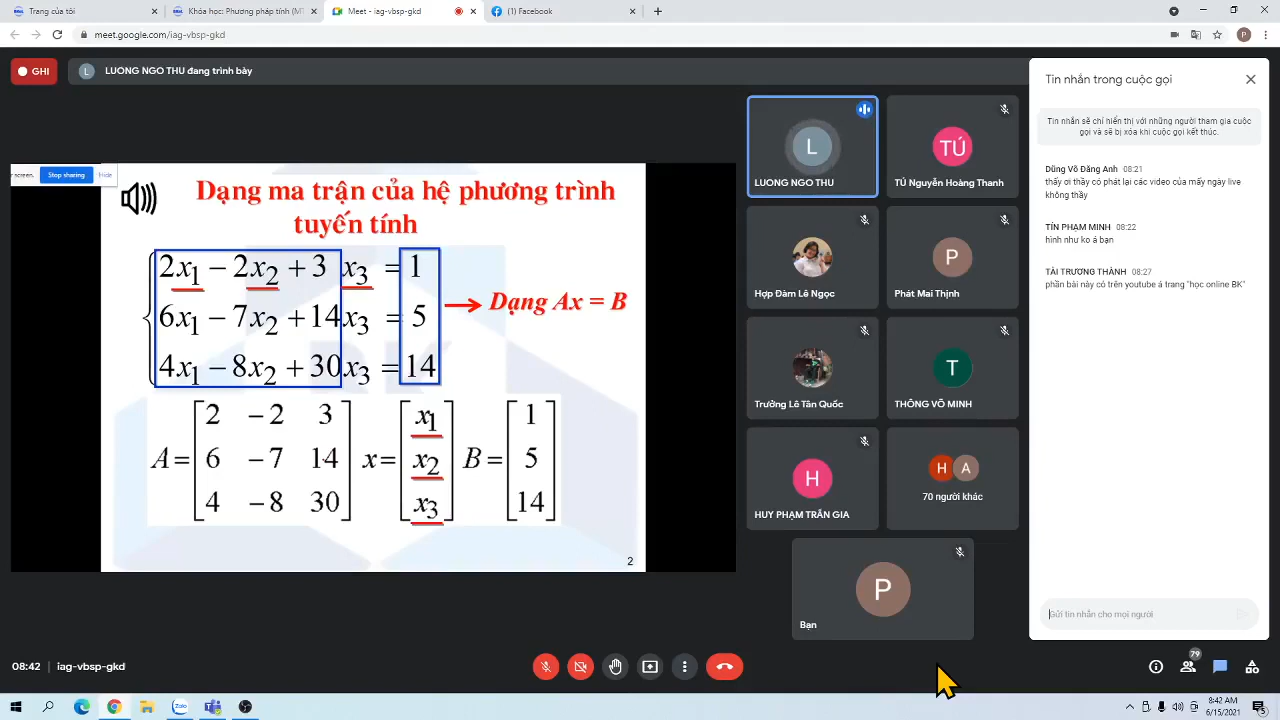 Trang của tôi
Khóa học: Phương pháp tính (MT
Meet - iag-vbsp-gkd
(1) Facebook
meet.google.com/iag-vbsp-gkd
P
GHI
L
LUONG NGO THU đang trình bày
Stop sharing
Hide
Dạng ma trận của hệ phương trình
tuyến tính
2x1 − 2x2 + 3 x3 = 1
6x1 − 7x2 + 14x3 = 5
4x1 − 8x2 + 30x3 = 14
Dạng Ax = B
A = [2 −2 3
6 −7 14
4 −8 30]
x = [x1
x2
x3]
B = [1
5
14]
2
L
LUONG NGO THU
TÚ
TÚ Nguyễn Hoàng Thanh
Hợp Đàm Lê Ngọc
P
Phát Mai Thịnh
Trưởng Lê Tân Quốc
T
THÔNG VÕ MINH
H
HUY PHẠM TRẦN GIA
H A
70 người khác
P
Bạn
Tin nhắn trong cuộc gọi
Tin nhắn sẽ chỉ hiển thị với những người tham gia cuộc
gọi và sẽ bị xóa khi cuộc gọi kết thúc.
Dũng Võ Đăng Anh 08:21
thầy ơi thầy có phát lại các video của mấy ngày live
không thầy
TÍN PHẠM MINH 08:22
hình như ko á bạn
TÀI TRƯƠNG THÀNH 08:27
phần bài này có trên youtube á trang "học online BK"
Gửi tin nhắn cho mọi người
08:42 iag-vbsp-gkd
79
Zalo
8:42 AM
6/15/2021